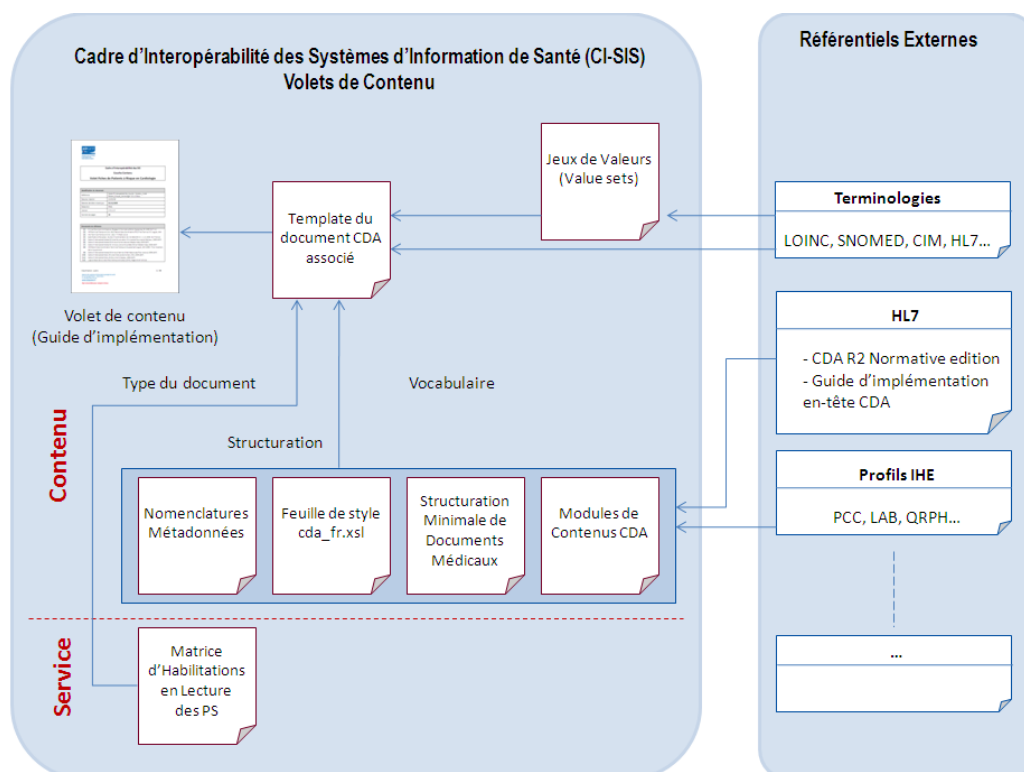 Cadre d'Interopérabilité des Systèmes d'Information de Santé (CI-SIS)
Volets de Contenu
Référentiels Externes
Jeux de Valeurs
(Value sets)
Template du
document CDA
associé
Terminologies
LOINC, SNOMED, CIM, HL7...
Volet de contenu
(Guide d'implémentation)
HL7
- CDA R2 Normative edition
- Guide d'implémentation
en-tête CDA
Type du document
Vocabulaire
Structuration
Contenu
Profils IHE
PCC, LAB, QRPH...
Nomenclatures
Métadonnées
Feuille de style
cda_fr.xsl
Structuration
Minimale de
Documents
Médicaux
Modules de
Contenus CDA
Service
Matrice
d'Habilitations
en Lecture
des PS
...